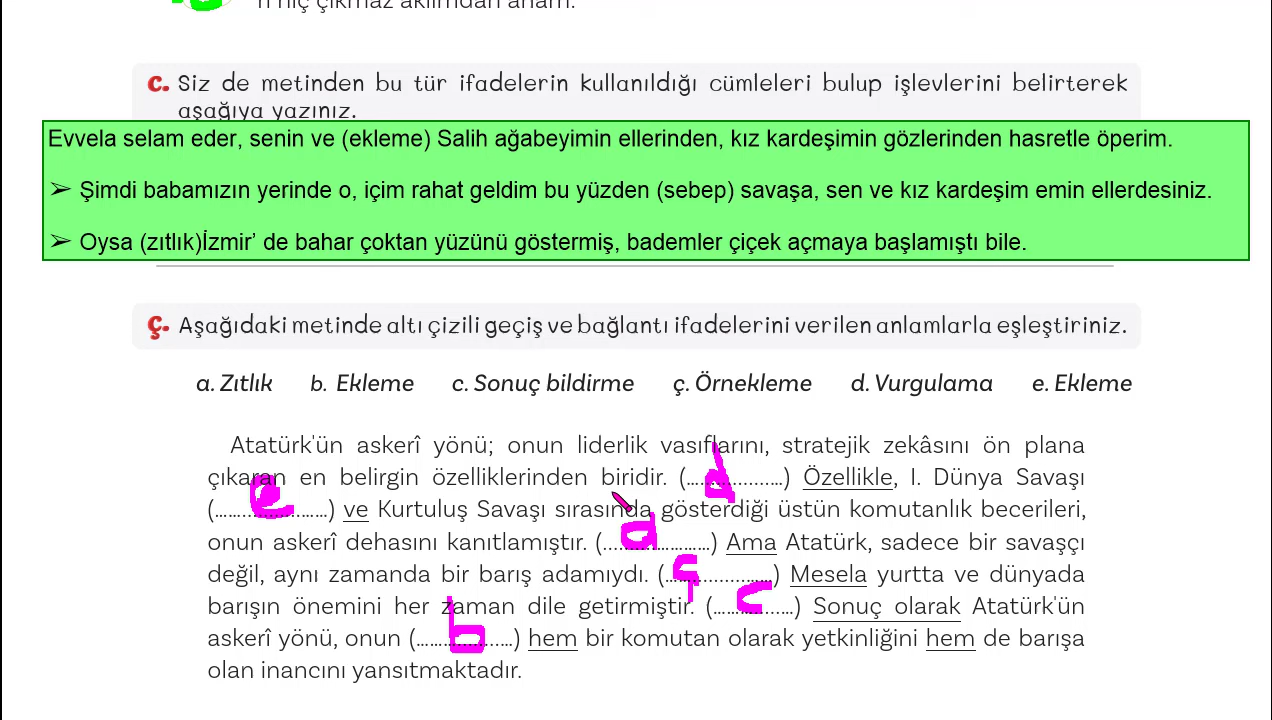 n hiç çıkmaz aklımdan anam.
c. Siz de metinden bu tür ifadelerin kullanıldığı cümleleri bulup işlevlerini belirterek
aşağıya yazınız.
Evvela selam eder, senin ve (ekleme) Salih ağabeyimin ellerinden, kız kardeşimin gözlerinden hasretle öperim.
➢ Şimdi babamızın yerinde o, içim rahat geldim bu yüzden (sebep) savaşa, sen ve kız kardeşim emin ellerdesiniz.
➢ Oysa (zıtlık)İzmir’ de bahar çoktan yüzünü göstermiş, bademler çiçek açmaya başlamıştı bile.
ç. Aşağıdaki metinde altı çizili geçiş ve bağlantı ifadelerini verilen anlamlarla eşleştiriniz.
a. Zıtlık b. Ekleme c. Sonuç bildirme ç. Örnekleme d. Vurgulama e. Ekleme
Atatürk'ün askerî yönü; onun liderlik vasıflarını, stratejik zekâsını ön plana
çıkaran en belirgin özelliklerinden biridir. (...d...) Özellikle, I. Dünya Savaşı
(...e...) ve Kurtuluş Savaşı sırasında gösterdiği üstün komutanlık becerileri,
onun askerî dehasını kanıtlamıştır. (...a...) Ama Atatürk, sadece bir savaşçı
değil, aynı zamanda bir barış adamıydı. (...ç...) Mesela yurtta ve dünyada
barışın önemini her zaman dile getirmiştir. (...c...) Sonuç olarak Atatürk'ün
askerî yönü, onun (...b...) hem bir komutan olarak yetkinliğini hem de barışa
olan inancını yansıtmaktadır.